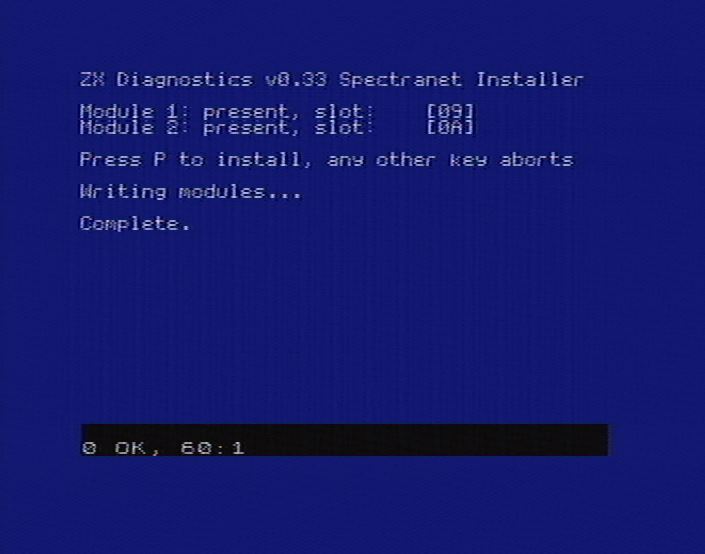 ZX Diagnostics v0.33 Spectranet Installer
Module 1: present, slot: [09]
Module 2: present, slot: [0A]
Press P to install, any other key aborts
Writing modules...
Complete.
0 OK, 60:1